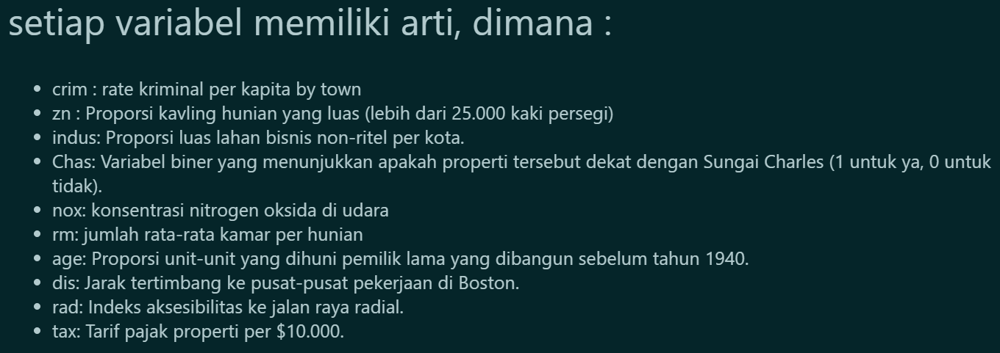 setiap variabel memiliki arti, dimana :
• crim : rate kriminal per kapita by town
• zn : Proporsi kavling hunian yang luas (lebih dari 25.000 kaki persegi)
• indus: Proporsi luas lahan bisnis non-ritel per kota.
• Chas: Variabel biner yang menunjukkan apakah properti tersebut dekat dengan Sungai Charles (1 untuk ya, 0 untuk
tidak).
• nox: konsentrasi nitrogen oksida di udara
• rm: jumlah rata-rata kamar per hunian
• age: Proporsi unit-unit yang dihuni pemilik lama yang dibangun sebelum tahun 1940.
• dis: Jarak tertimbang ke pusat-pusat pekerjaan di Boston.
• rad: Indeks aksesibilitas ke jalan raya radial.
• tax: Tarif pajak properti per $10.000.